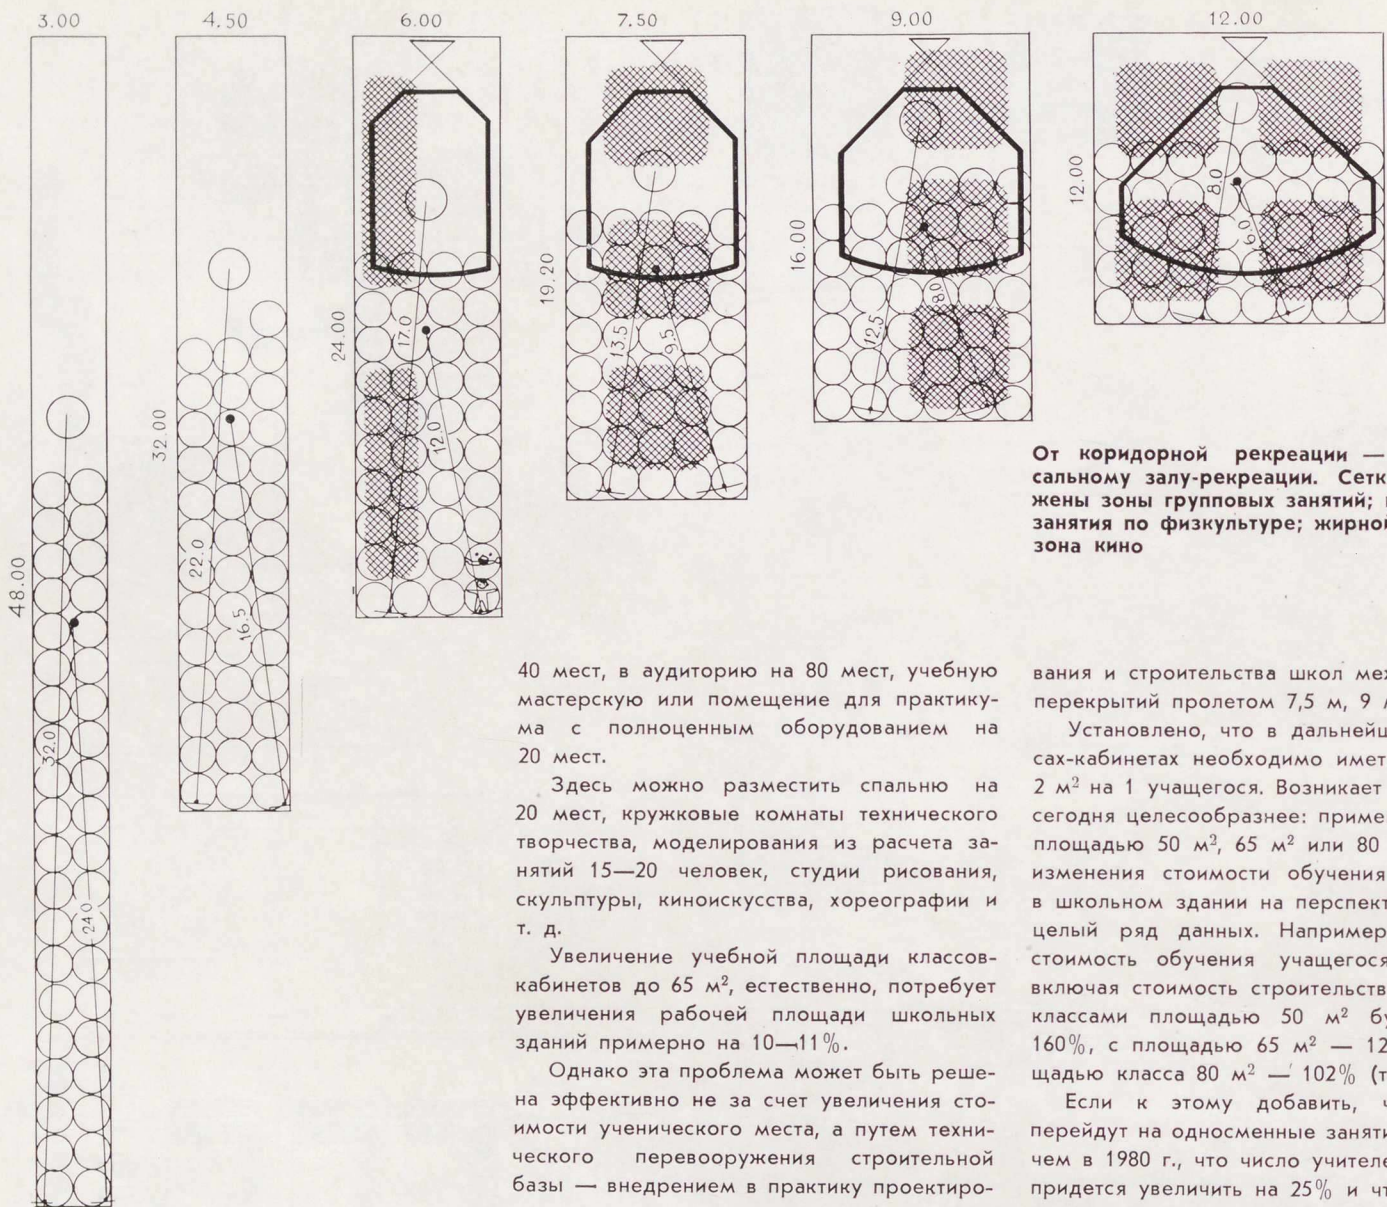 3.00
4.50
6.00
7.50
9.00
12.00
48.00
32.0
24.0
32.00
22.0
16.5
24.00
17.0
12.0
19.20
13.5
9.5
16.00
12.5
8.0
12.00
8.0
6.0
От коридорной рекреации —
сальному залу-рекреации. Сетк
жены зоны групповых занятий;
занятия по физкультуре; жирной
зона кино
40 мест, в аудиторию на 80 мест, учебную
мастерскую или помещение для практику-
ма с полноценным оборудованием на
20 мест.
Здесь можно разместить спальню на
20 мест, кружковые комнаты технического
творчества, моделирования из расчета за-
нятий 15—20 человек, студии рисования,
скульптуры, киноискусства, хореографии и
т. д.
Увеличение учебной площади классов-
кабинетов до 65 м², естественно, потребует
увеличения рабочей площади школьных
зданий примерно на 10—11%.
Однако эта проблема может быть реше-
на эффективно не за счет увеличения сто-
имости ученического места, а путем техни-
ческого перевооружения строительной
базы — внедрением в практику проектиро-
вания и строительства школ меж
перекрытий пролетом 7,5 м, 9
Установлено, что в дальнейш
сах-кабинетах необходимо имет
2 м² на 1 учащегося. Возникает
сегодня целесообразнее: приме
площадью 50 м², 65 м² или 80
изменения стоимости обучения
в школьном здании на перспект
целый ряд данных. Например
стоимость обучения учащегося
включая стоимость строительств
классами площадью 50 м² бу
160%, с площадью 65 м² — 12
щадью класса 80 м² — 102% (т
Если к этому добавить, ч
перейдут на односменные заняти
чем в 1980 г., что число учителе
придется увеличить на 25% и чт